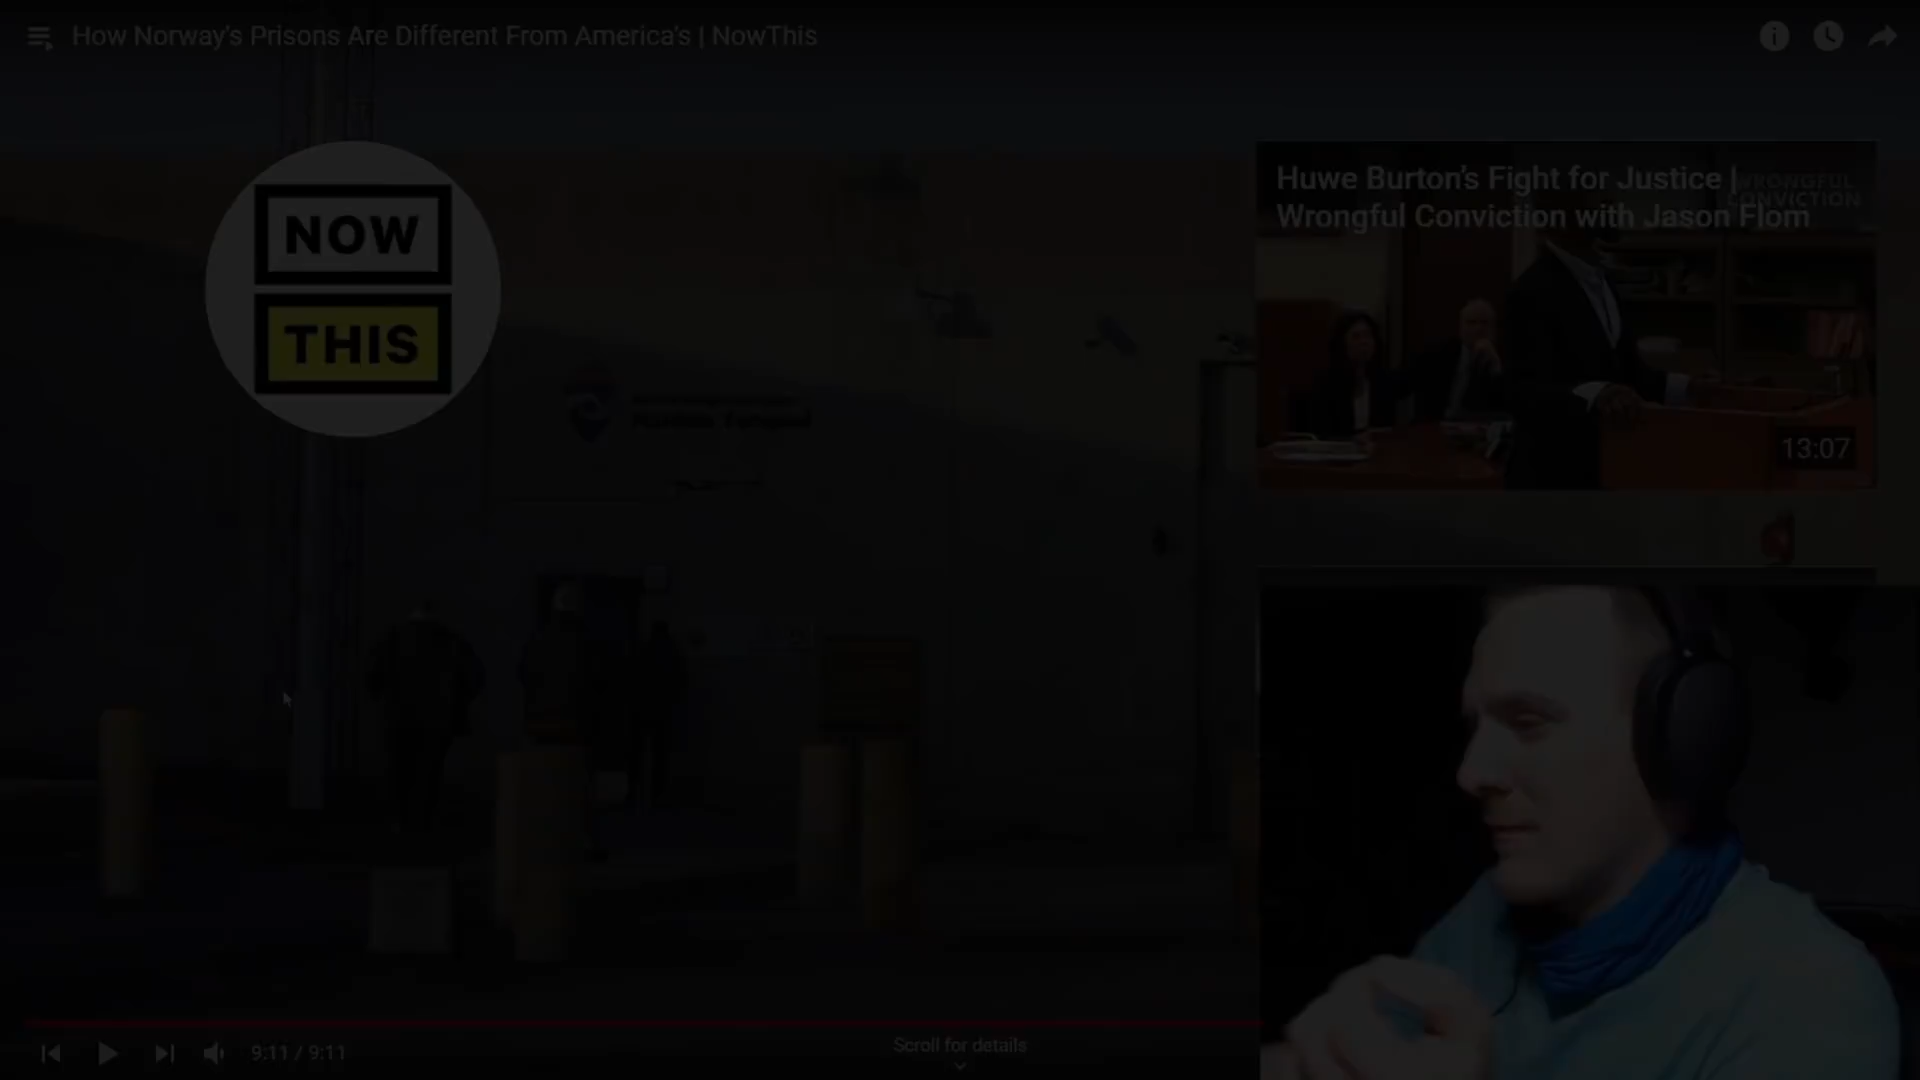 How Norway's Prisons Are Different From America's | NowThis
NOW
THIS
Huwe Burton's Fight for Justice |
Wrongful Conviction with Jason Flom
WRONGFUL
CONVICTION
13:07
9:11 / 9:11
Scroll for details